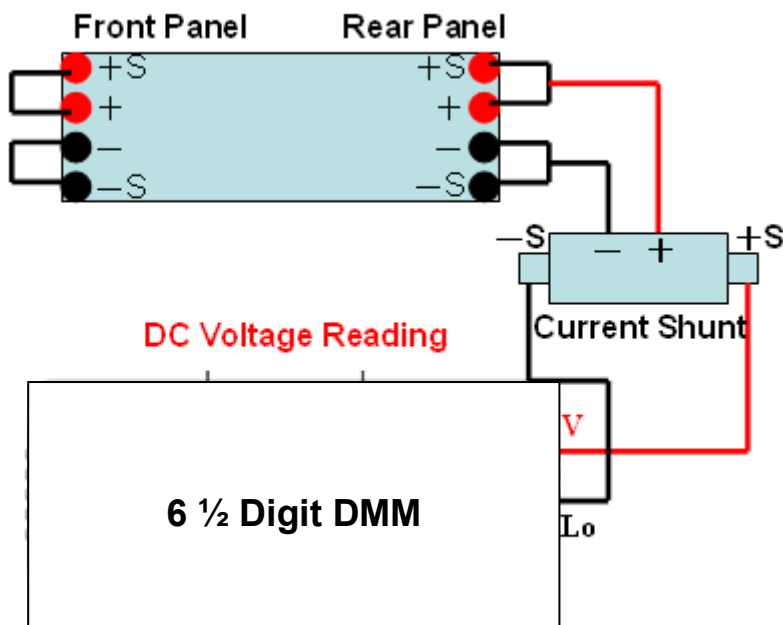 Front Panel Rear Panel
+S +S
+ +
- -
-S -S
-S - + +S
Current Shunt
DC Voltage Reading
V
6 ½ Digit DMM
Lo